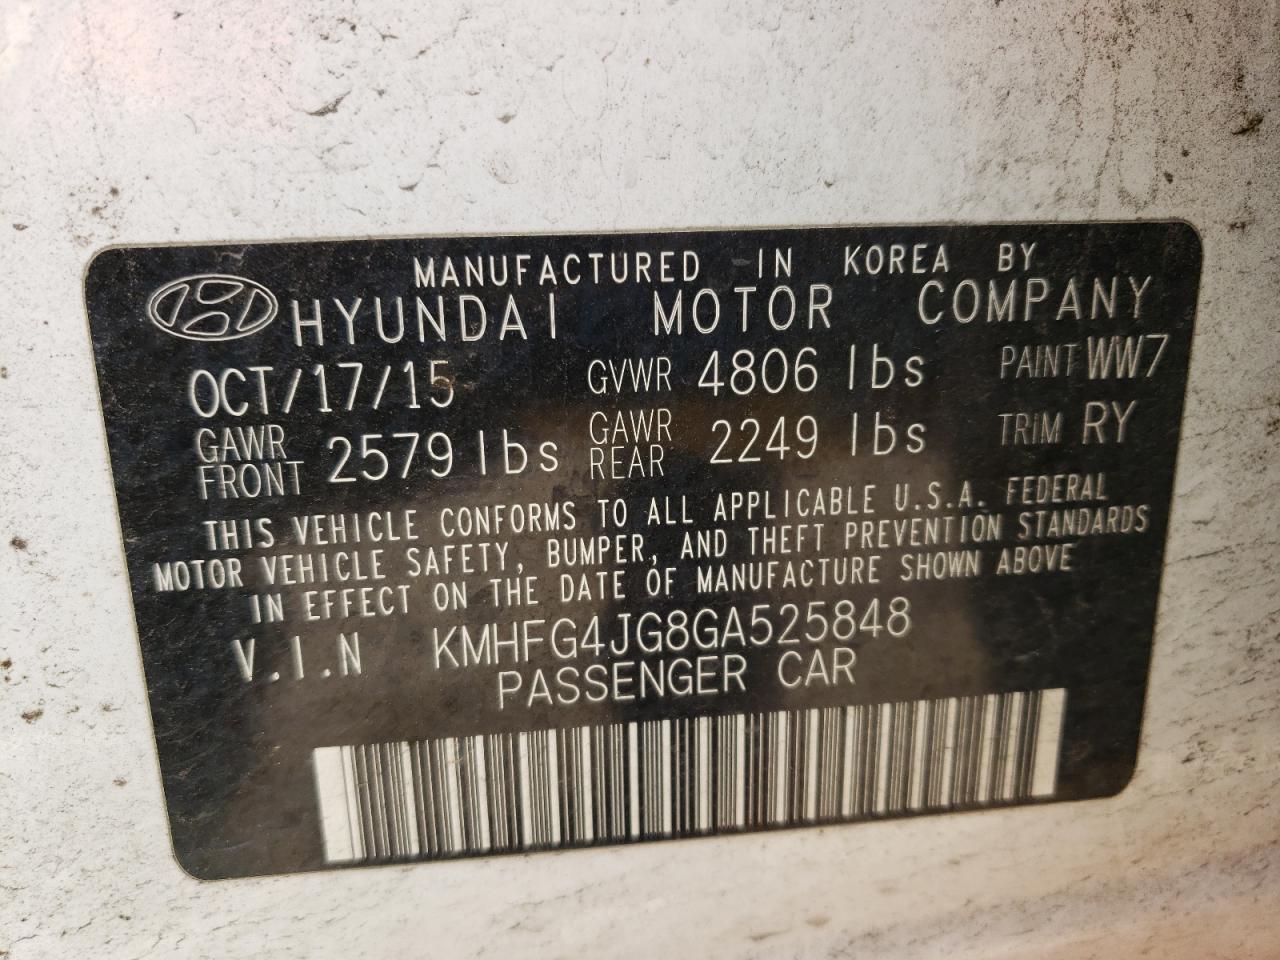 MANUFACTURED IN KOREA BY
HYUNDAI MOTOR COMPANY
OCT/17/15 GVWR 4806 lbs PAINT WW7
GAWR FRONT 2579 lbs GAWR REAR 2249 lbs TRIM RY
THIS VEHICLE CONFORMS TO ALL APPLICABLE U.S.A. FEDERAL
MOTOR VEHICLE SAFETY, BUMPER, AND THEFT PREVENTION STANDARDS
IN EFFECT ON THE DATE OF MANUFACTURE SHOWN ABOVE
V.I.N KMHFG4JG8GA525848
PASSENGER CAR